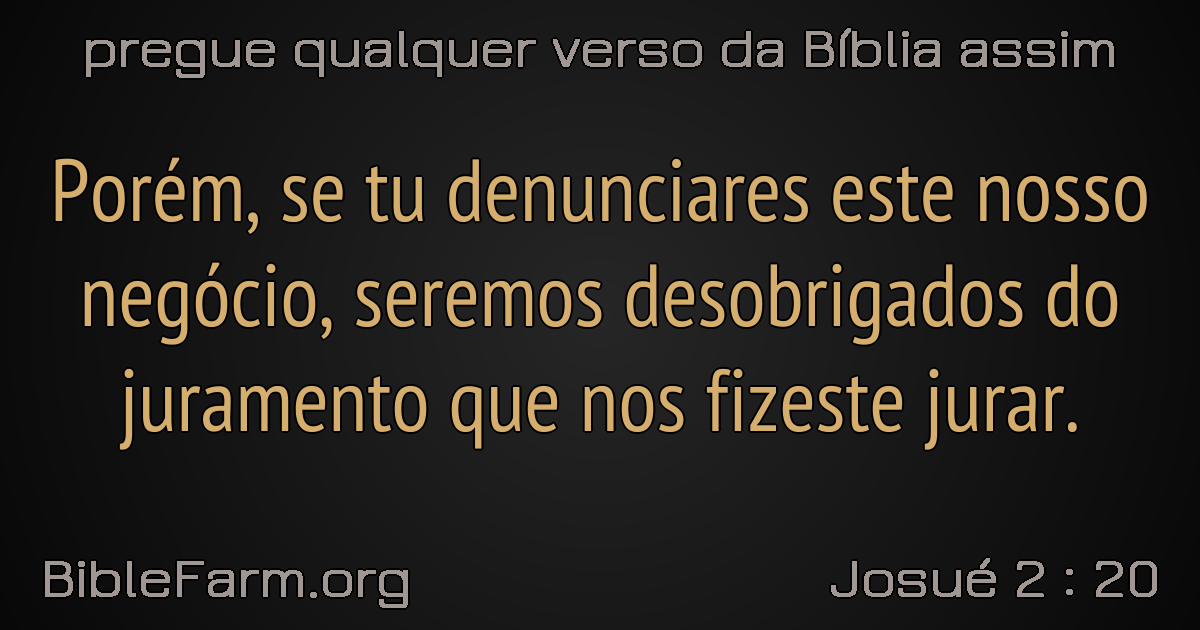 pregue qualquer verso da Bíblia assim
Porém, se tu denunciares este nosso
negócio, seremos desobrigados do
juramento que nos fizeste jurar.
BibleFarm.org
Josué 2 : 20